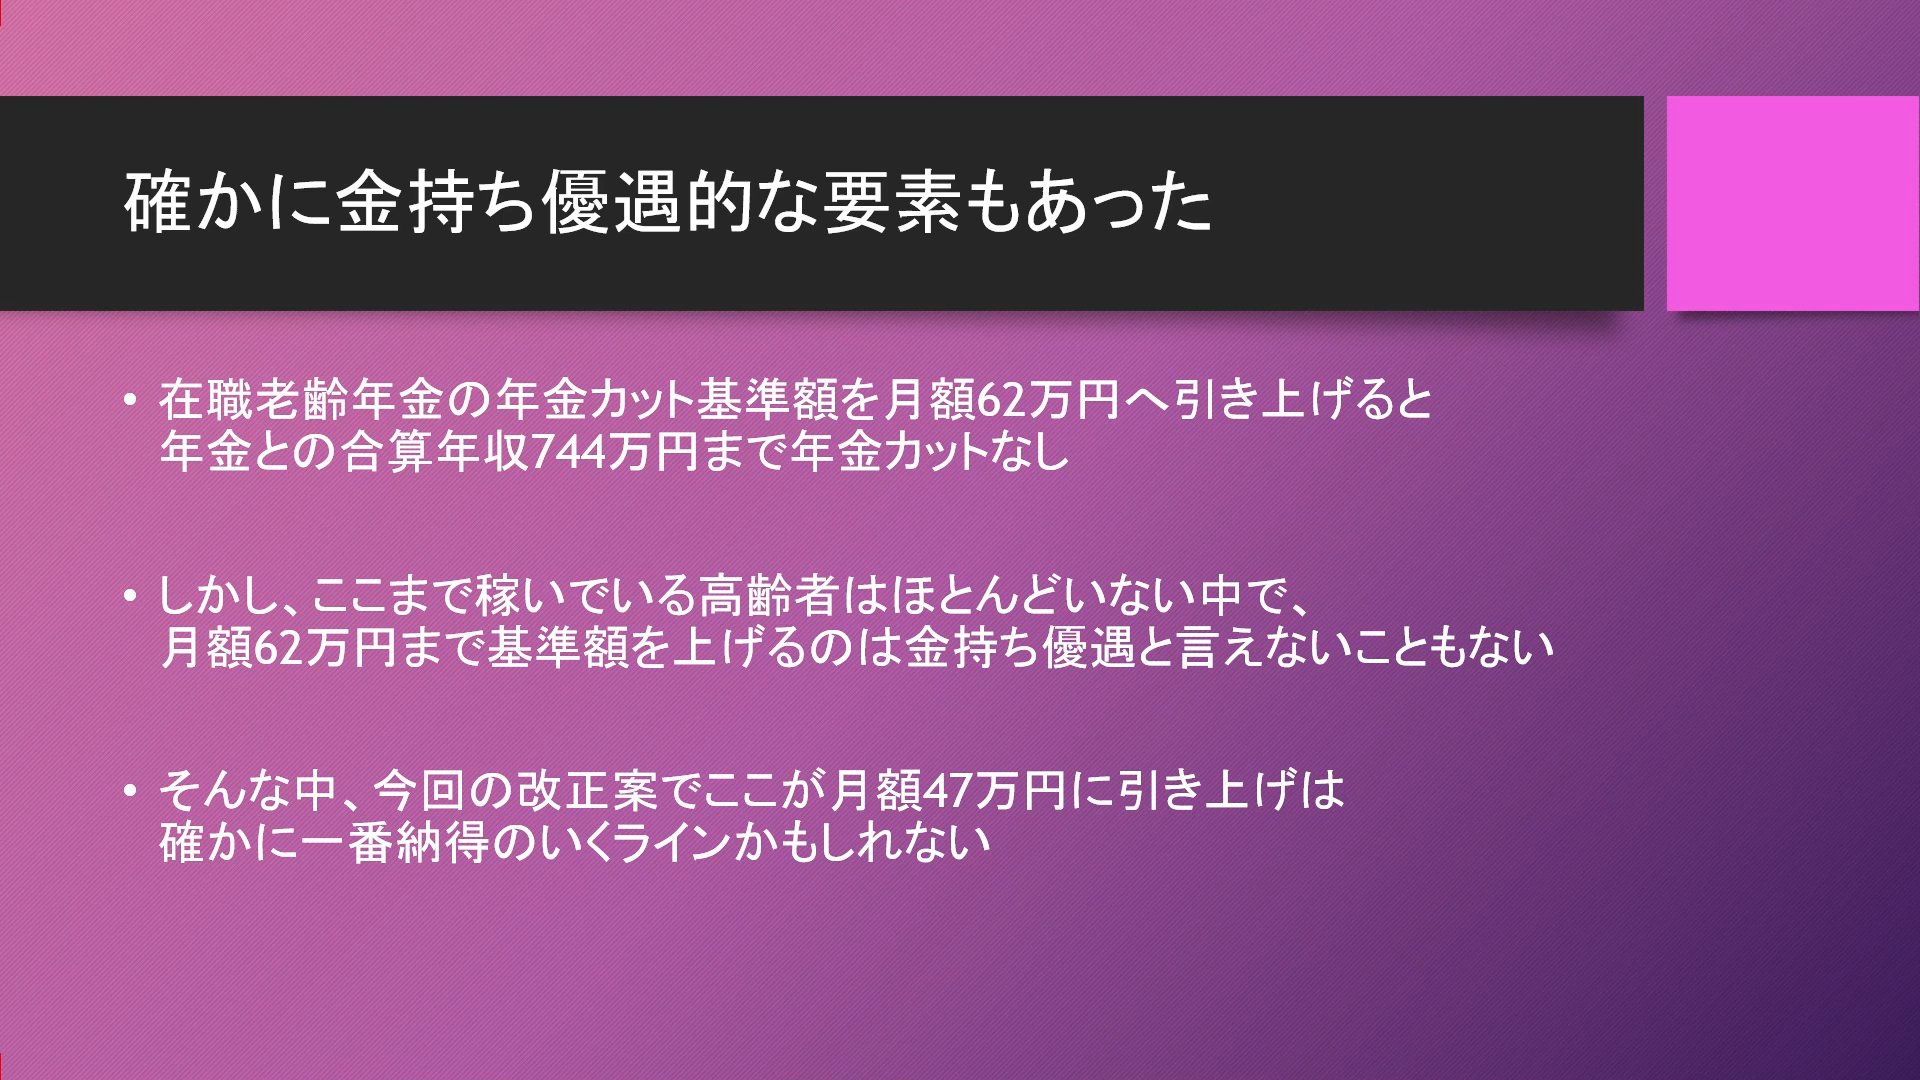 確かに金持ち優遇的な要素もあった
• 在職老齢年金の年金カット基準額を月額62万円へ引き上げると
年金との合算年収744万円まで年金カットなし
• しかし、ここまで稼いでいる高齢者はほとんどいない中で、
月額62万円まで基準額を上げるのは金持ち優遇と言えないこともない
• そんな中、今回の改正案でここが月額47万円に引き上げは
確かに一番納得のいくラインかもしれない